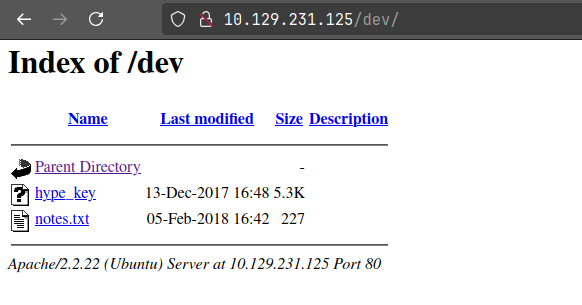 10.129.231.125/dev/
Index of /dev
Name Last modified Size Description
Parent Directory -
hype_key 13-Dec-2017 16:48 5.3K
notes.txt 05-Feb-2018 16:42 227
Apache/2.2.22 (Ubuntu) Server at 10.129.231.125 Port 80